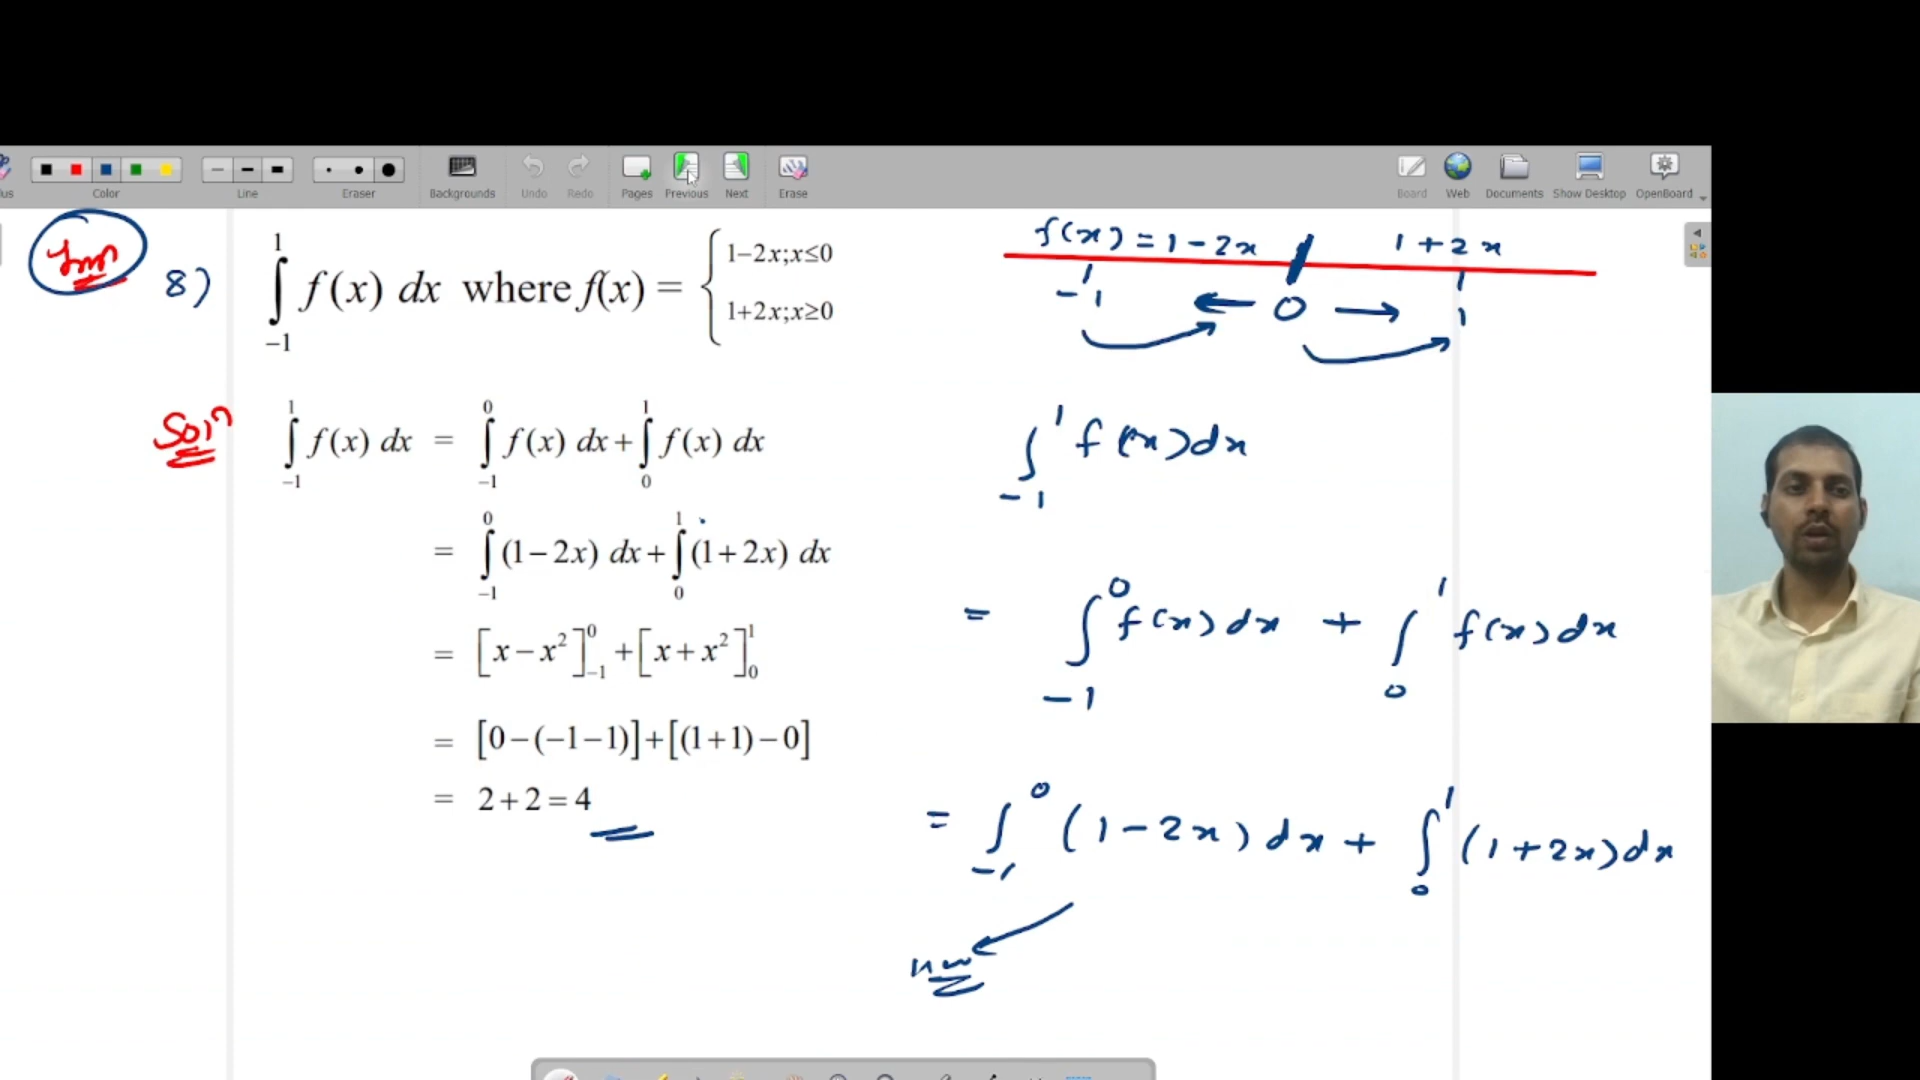 Color Line Eraser Backgrounds Undo Redo Pages Previous Next Erase Board Web Documents Show Desktop OpenBoard
Imp
8) ∫₋₁¹ f(x) dx where f(x) = { 1−2x;x≤0
1+2x;x≥0
Soln
∫₋₁¹ f(x) dx = ∫₋₁⁰ f(x) dx + ∫₀¹ f(x) dx
= ∫₋₁⁰ (1−2x) dx + ∫₀¹ (1+2x) dx
= [x−x²]₋₁⁰ + [x+x²]₀¹
= [0−(−1−1)]+[(1+1)−0]
= 2+2=4
f(x)=1-2x 1+2x
-1 0 1
∫₋₁¹ f(x)dx
= ∫₋₁⁰ f(x)dx + ∫₀¹ f(x)dx
= ∫₋₁⁰ (1-2x)dx + ∫₀¹ (1+2x)dx